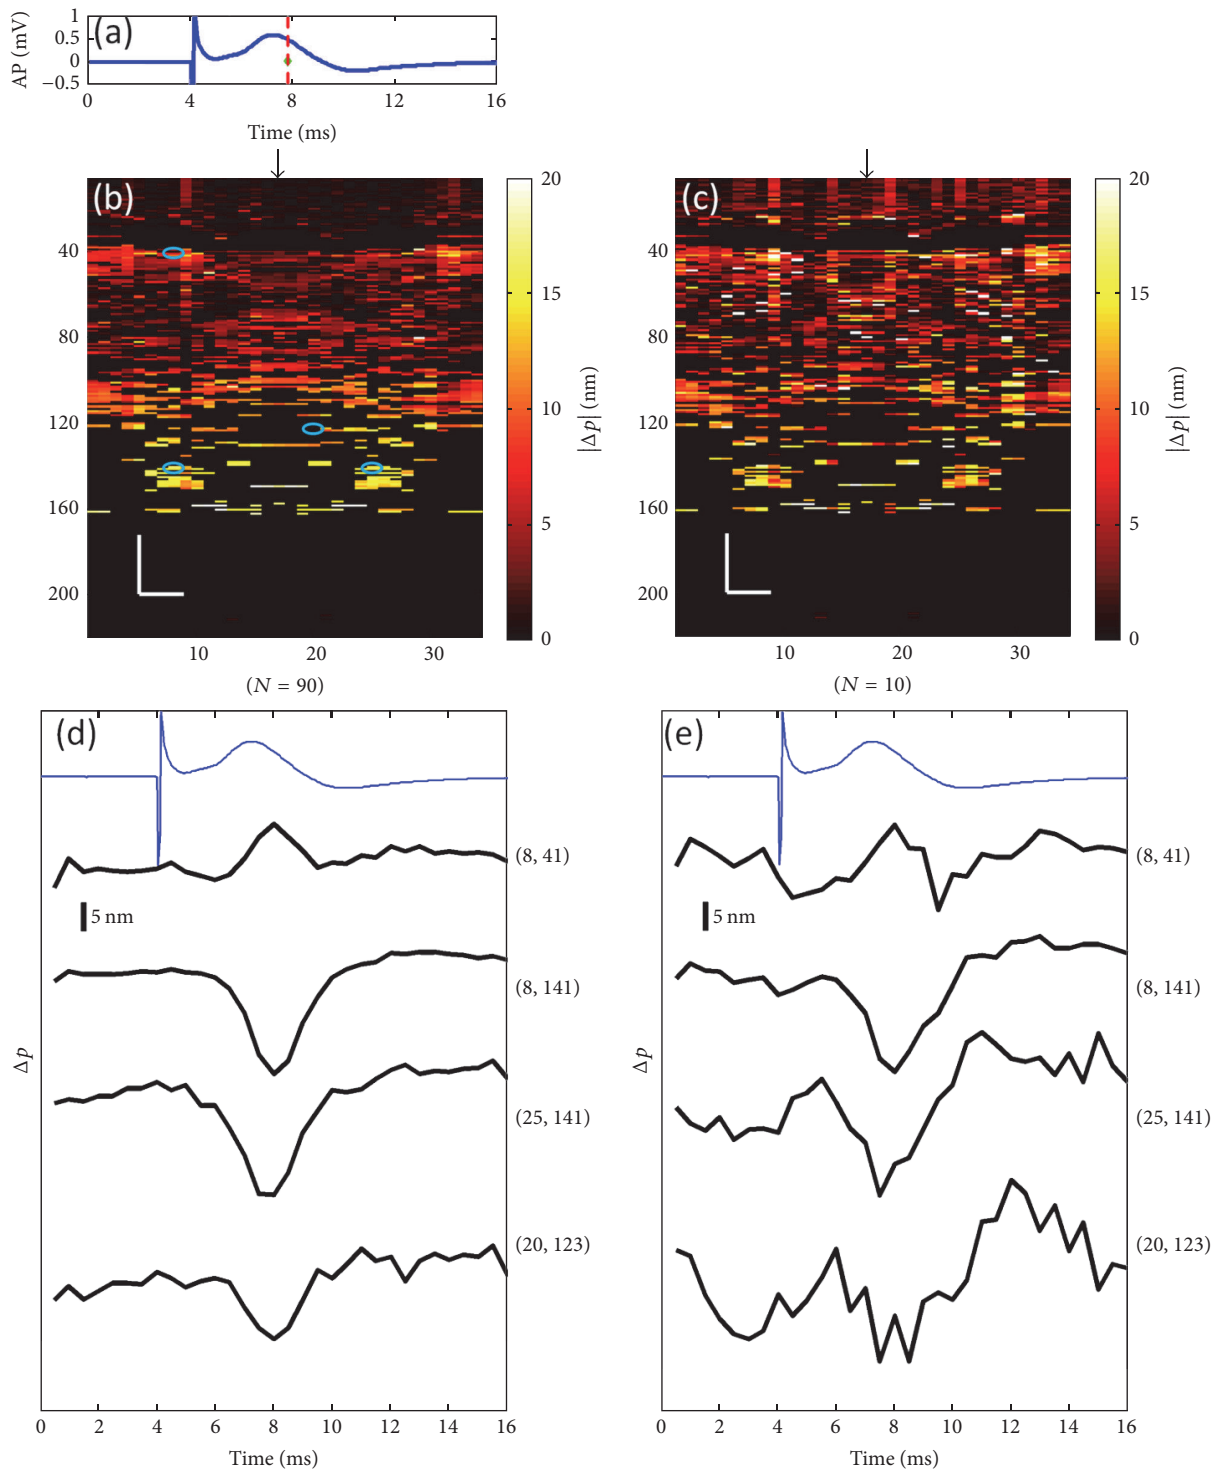 (a)
AP (mV)
1
0.5
0
−0.5
0 4 8 12 16
Time (ms)
(b)
40
80
120
160
200
10 20 30
(N = 90)
20
15
10
5
0
|Δp| (nm)
(c)
40
80
120
160
200
10 20 30
(N = 10)
20
15
10
5
0
|Δp| (nm)
(d)
(8, 41)
5 nm
(8, 141)
Δp
(25, 141)
(20, 123)
0 2 4 6 8 10 12 14 16
Time (ms)
(e)
(8, 41)
5 nm
(8, 141)
Δp
(25, 141)
(20, 123)
0 2 4 6 8 10 12 14 16
Time (ms)